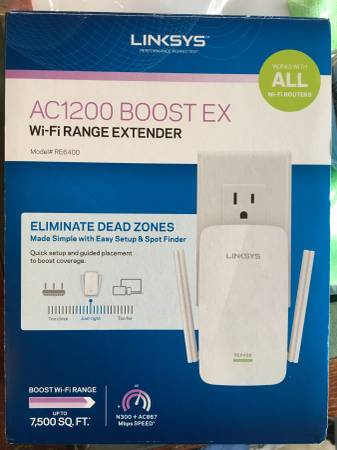 LINKSYS™
WORKS WITH
ALL
Wi-Fi ROUTERS
AC1200 BOOST EX
Wi-Fi RANGE EXTENDER
Model# RE6400
ELIMINATE DEAD ZONES
Made Simple with Easy Setup & Spot Finder
Quick setup and guided placement
to boost coverage.
Too close
Just right
Too far
LINKSYS
RE6400
BOOST Wi-Fi RANGE
UP TO
7,500 SQ. FT.*
N300 + AC867
Mbps SPEED*